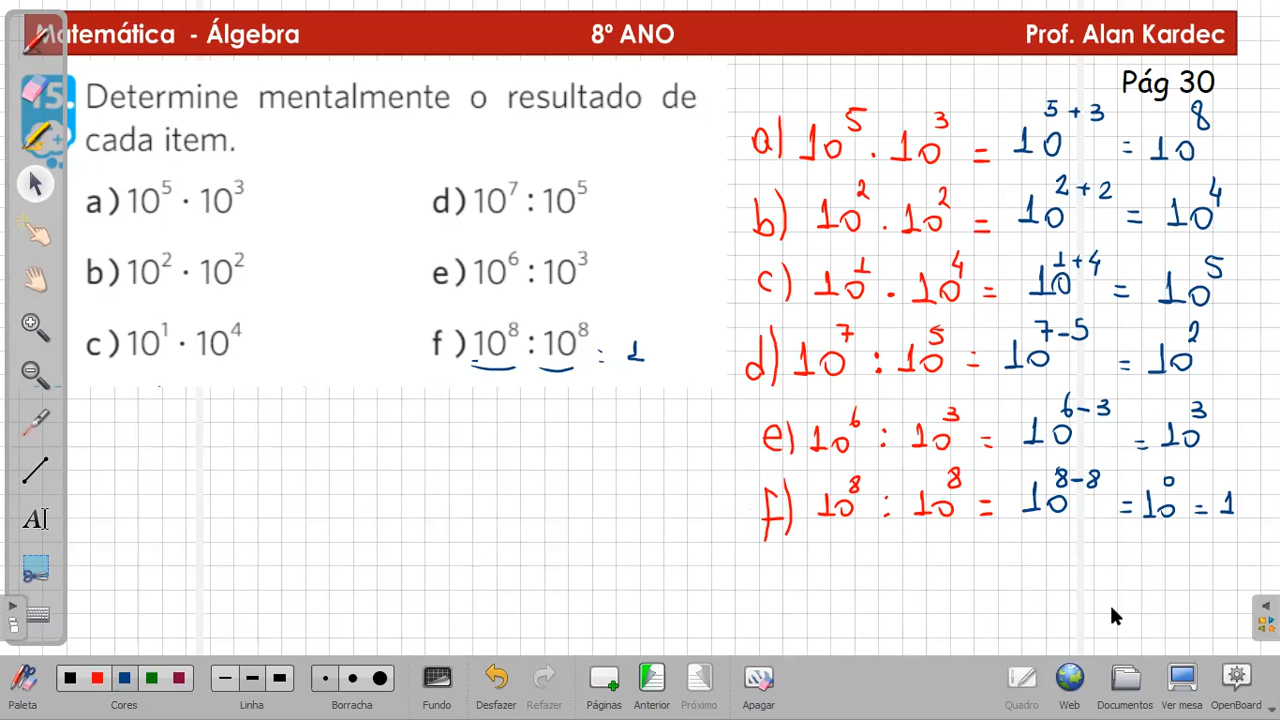 Matemática - Álgebra 8º ANO Prof. Alan Kardec
Pág 30
15. Determine mentalmente o resultado de
cada item.
a) 10⁵ · 10³ d) 10⁷ : 10⁵
b) 10² · 10² e) 10⁶ : 10³
c) 10¹ · 10⁴ f) 10⁸ : 10⁸ = 1
a) 10⁵ . 10³ = 10⁵⁺³ = 10⁸
b) 10² . 10² = 10²⁺² = 10⁴
c) 10¹ . 10⁴ = 10¹⁺⁴ = 10⁵
d) 10⁷ : 10⁵ = 10⁷⁻⁵ = 10²
e) 10⁶ : 10³ = 10⁶⁻³ = 10³
f) 10⁸ : 10⁸ = 10⁸⁻⁸ = 10⁰ = 1
A
Paleta Cores Linha Borracha Fundo Desfazer Refazer Páginas Anterior Próximo Apagar Quadro Web Documentos Ver mesa OpenBoard